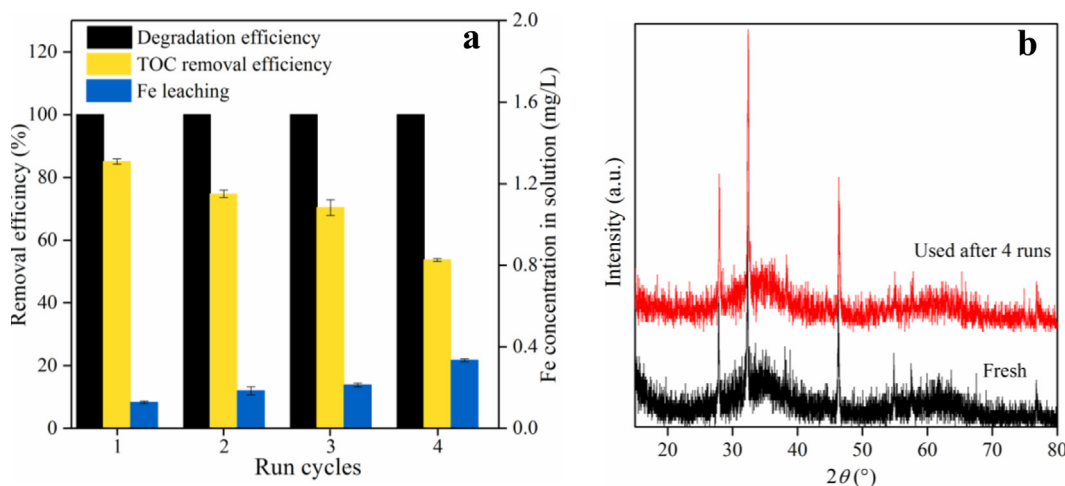 a
Degradation efficiency
TOC removal efficiency
Fe leaching
Removal efficincy (%)
120
100
80
60
40
20
0
2.0
1.6
1.2
0.8
0.4
0.0
Fe concentration in solution (mg/L)
1 2 3 4
Run cycles
b
Intensity (a.u.)
Used after 4 runs
Fresh
20 30 40 50 60 70 80
2θ (°)